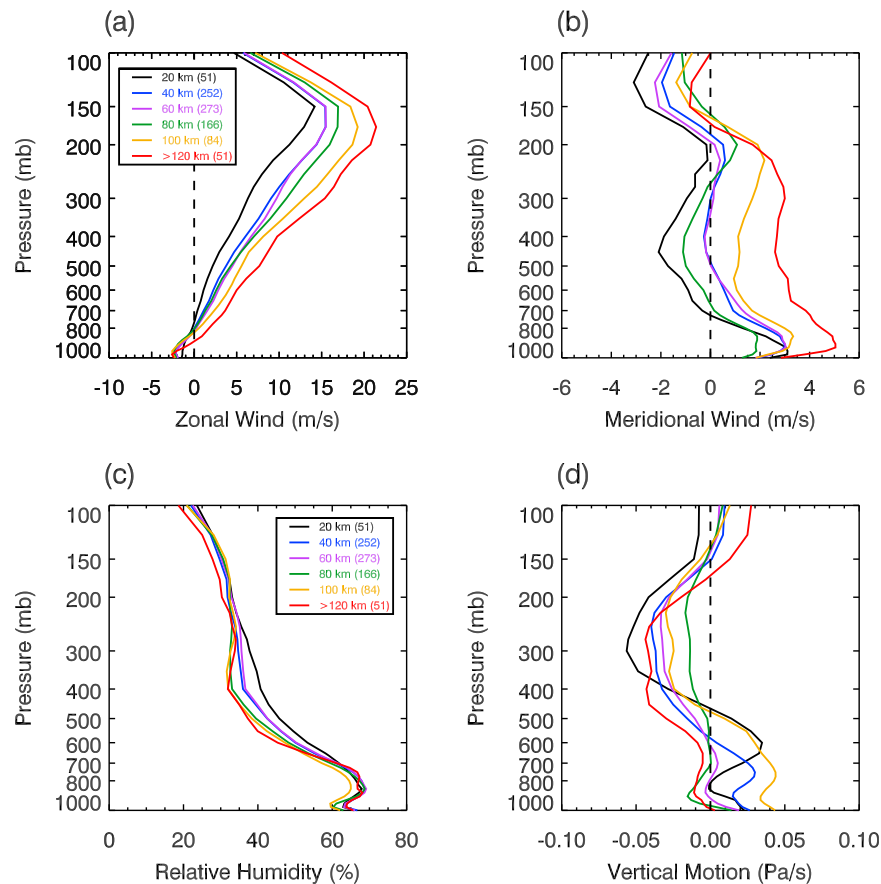 (a)
100
150
200
300
400
500
600
800
1000
Pressure (mb)
20 km (51)
40 km (252)
60 km (273)
80 km (166)
100 km (84)
>120 km (51)
-10 -5 0 5 10 15 20 25
Zonal Wind (m/s)
(b)
100
150
200
300
400
500
600
800
1000
Pressure (mb)
-6 -4 -2 0 2 4 6
Meridional Wind (m/s)
(c)
100
150
200
300
400
500
600
800
1000
Pressure (mb)
20 km (51)
40 km (252)
60 km (273)
80 km (166)
100 km (84)
>120 km (51)
0 20 40 60 80
Relative Humidity (%)
(d)
100
150
200
300
400
500
600
800
1000
Pressure (mb)
-0.10 -0.05 0.00 0.05 0.10
Vertical Motion (Pa/s)